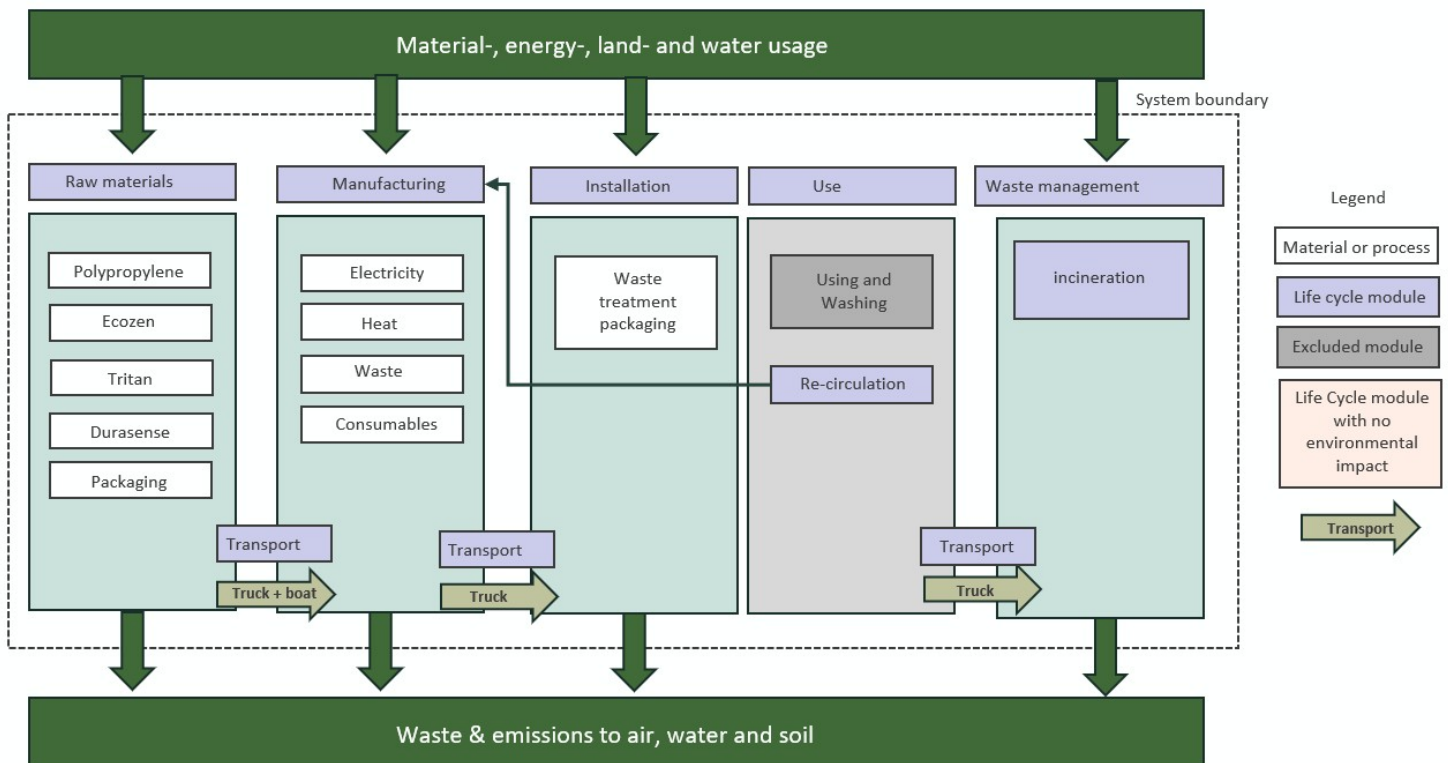 Material-, energy-, land- and water usage
System boundary
Raw materials
Manufacturing
Installation
Use
Waste management
Polypropylene
Ecozen
Tritan
Durasense
Packaging
Transport
Truck + boat
Electricity
Heat
Waste
Consumables
Transport
Truck
Waste
treatment
packaging
Using and
Washing
Re-circulation
Transport
Truck
incineration
Legend
Material or process
Life cycle module
Excluded module
Life Cycle module
with no
environmental
impact
Transport
Waste & emissions to air, water and soil